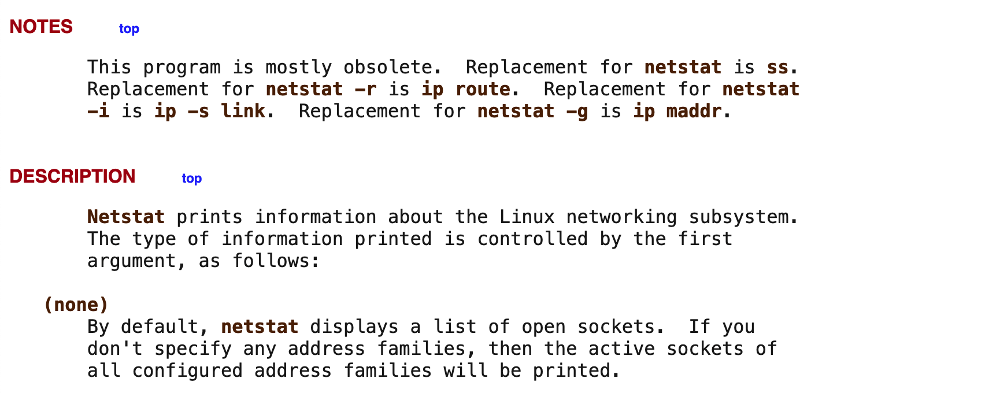 NOTES top
This program is mostly obsolete.  Replacement for netstat is ss.
Replacement for netstat -r is ip route.  Replacement for netstat
-i is ip -s link.  Replacement for netstat -g is ip maddr.
DESCRIPTION top
Netstat prints information about the Linux networking subsystem.
The type of information printed is controlled by the first
argument, as follows:
(none)
By default, netstat displays a list of open sockets.  If you
don't specify any address families, then the active sockets of
all configured address families will be printed.